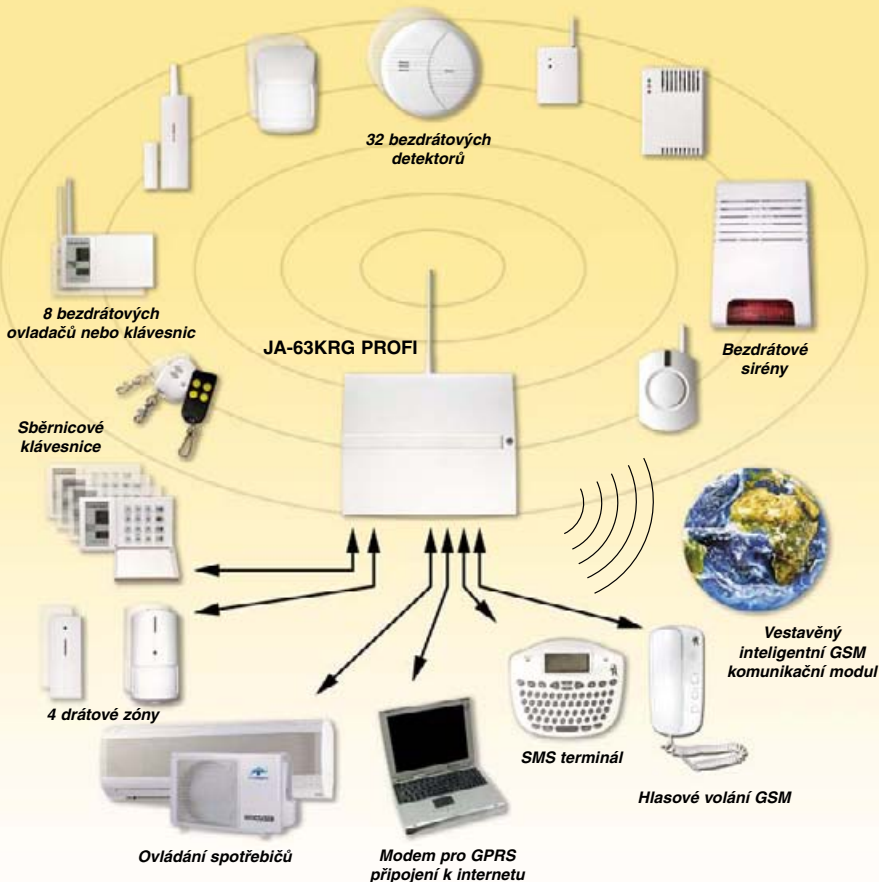 32 bezdrátových
detektorů
8 bezdrátových
ovladačů nebo klávesnic
JA-63KRG PROFI
Bezdrátové
sirény
Sběrnicové
klávesnice
Vestavěný
inteligentní GSM
komunikační modul
4 drátové zóny
SMS terminál
Hlasové volání GSM
Ovládání spotřebičů
Modem pro GPRS
připojení k internetu